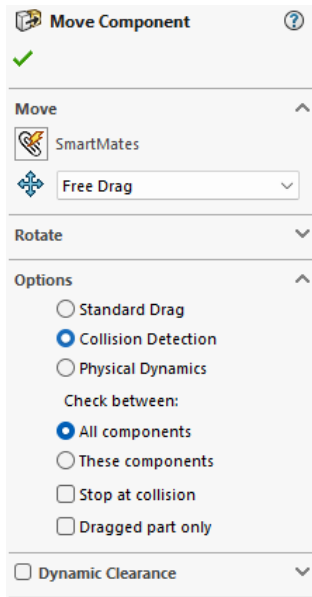 Move Component
?
Move
SmartMates
Free Drag
Rotate
Options
Standard Drag
Collision Detection
Physical Dynamics
Check between:
All components
These components
Stop at collision
Dragged part only
Dynamic Clearance